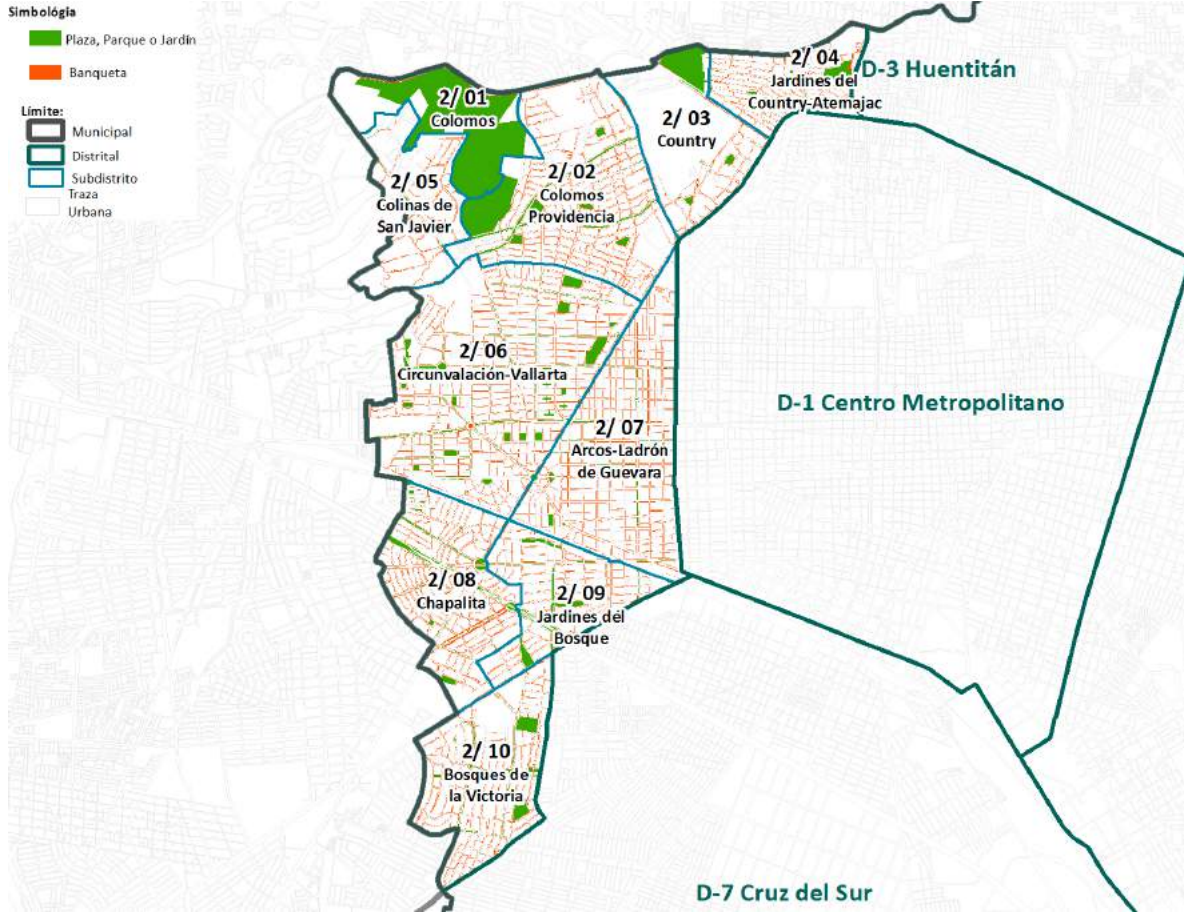 Simbológia
Plaza, Parque o Jardín
Banqueta
Límite:
Municipal
Distrital
Subdistrito
Traza
Urbana
2/ 01
Colomos
2/ 02
Colomos
Providencia
2/ 03
Country
2/ 04
Jardines del
Country-Atemajac
D-3 Huentitán
2/ 05
Colinas de
San Javier
2/ 06
Circunvalación-Vallarta
2/ 07
Arcos-Ladrón
de Guevara
D-1 Centro Metropolitano
2/ 08
Chapalita
2/ 09
Jardines del
Bosque
2/ 10
Bosques de
la Victoria
D-7 Cruz del Sur